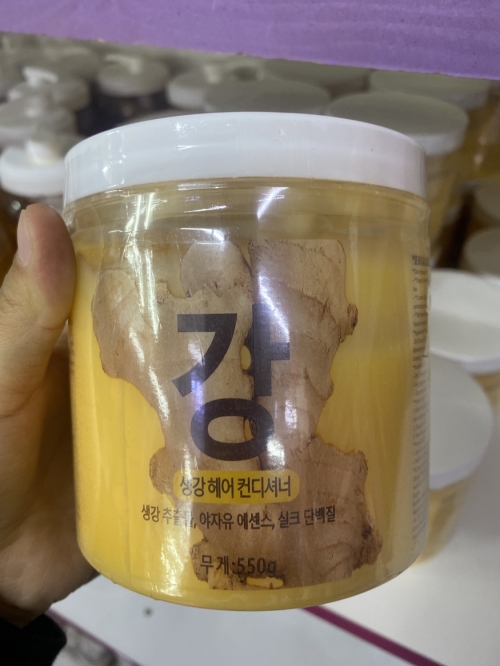 강
생강 헤어 컨디셔너
생강 추출물, 야자유 에센스, 실크 단백질
무게:550g